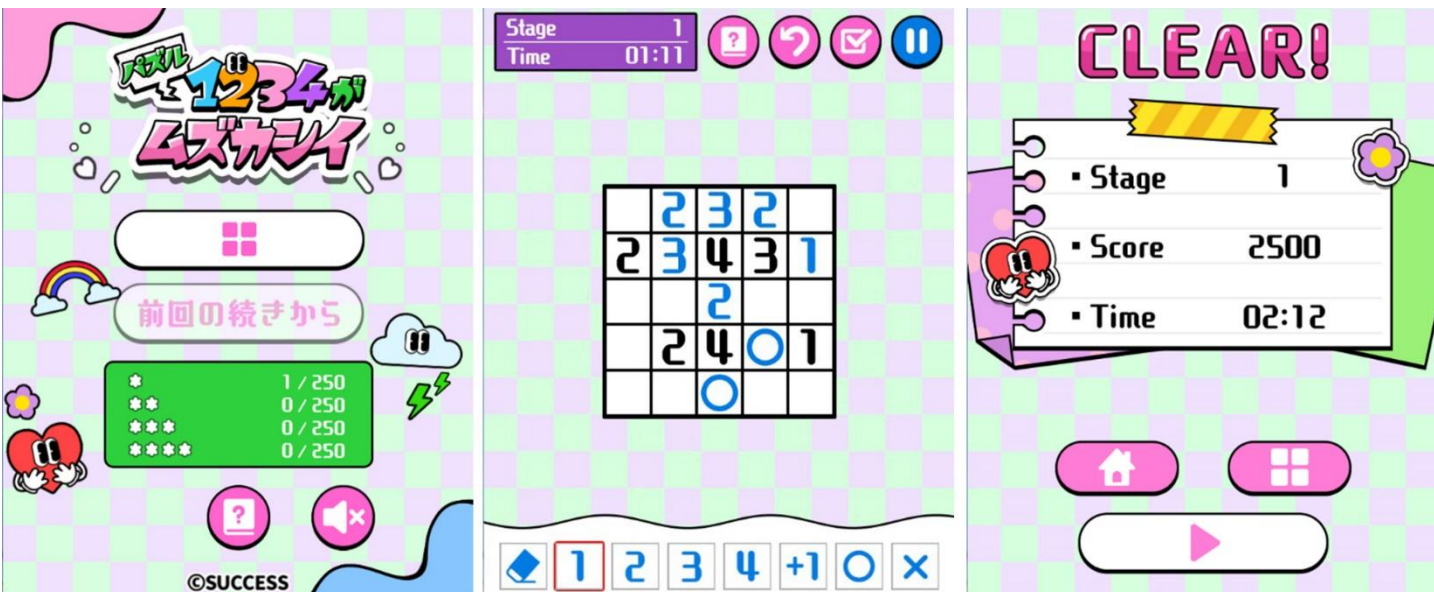 パズル
1234が
ムズカシイ
前回の続きから
* 1 / 250
** 0 / 250
*** 0 / 250
**** 0 / 250
?
©SUCCESS
Stage 1
Time 01:11
?
2 3 2
2 3 4 3 1
2
2 4 ○ 1
○
1 2 3 4 +1 ○ ×
CLEAR!
・Stage 1
・Score 2500
・Time 02:12